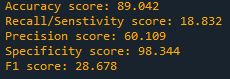 Accuracy score: 89.042
Recall/Senstivity score: 18.832
Precision score: 60.109
Specificity score: 98.344
F1 score: 28.678